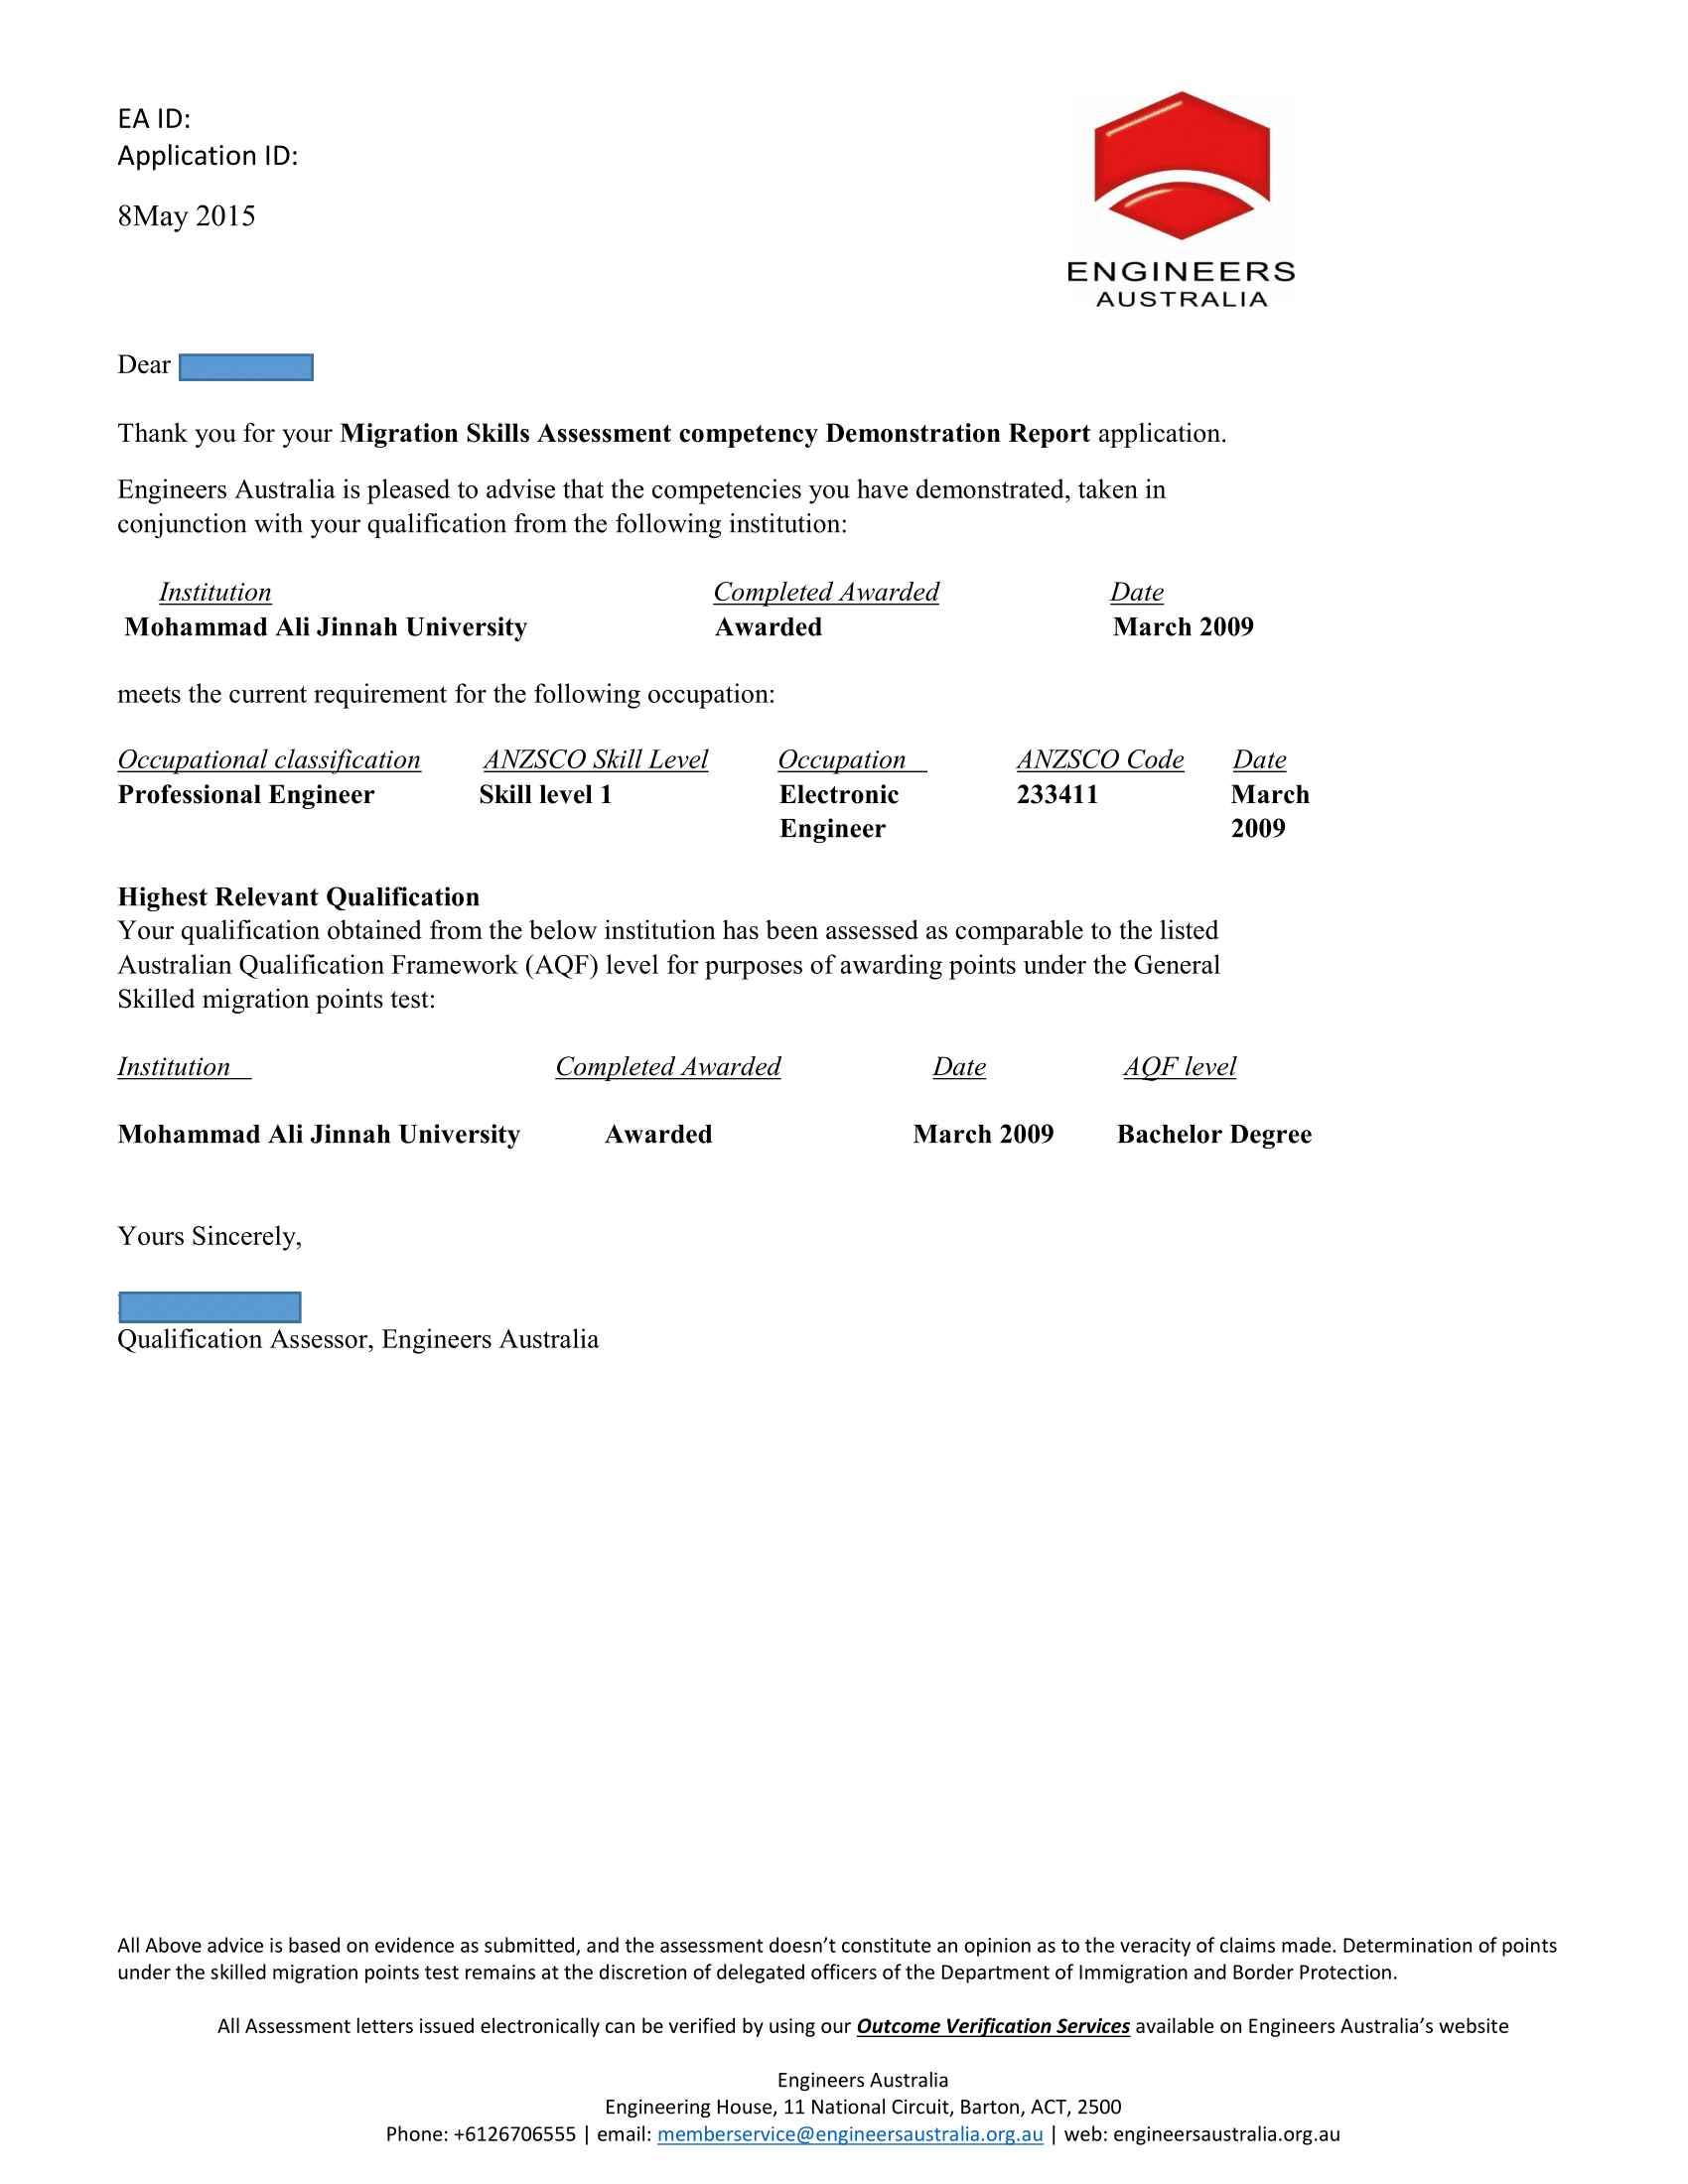 EA ID:
Application ID:
8May 2015
ENGINEERS
AUSTRALIA
Dear
Thank you for your Migration Skills Assessment competency Demonstration Report application.
Engineers Australia is pleased to advise that the competencies you have demonstrated, taken in
conjunction with your qualification from the following institution:
Institution Completed Awarded Date
Mohammad Ali Jinnah University Awarded March 2009
meets the current requirement for the following occupation:
Occupational classification ANZSCO Skill Level Occupation ANZSCO Code Date
Professional Engineer Skill level 1 Electronic 233411 March
Engineer 2009
Highest Relevant Qualification
Your qualification obtained from the below institution has been assessed as comparable to the listed
Australian Qualification Framework (AQF) level for purposes of awarding points under the General
Skilled migration points test:
Institution Completed Awarded Date AQF level
Mohammad Ali Jinnah University Awarded March 2009 Bachelor Degree
Yours Sincerely,
Qualification Assessor, Engineers Australia
All Above advice is based on evidence as submitted, and the assessment doesn’t constitute an opinion as to the veracity of claims made. Determination of points
under the skilled migration points test remains at the discretion of delegated officers of the Department of Immigration and Border Protection.
All Assessment letters issued electronically can be verified by using our Outcome Verification Services available on Engineers Australia’s website
Engineers Australia
Engineering House, 11 National Circuit, Barton, ACT, 2500
Phone: +6126706555 | email: memberservice@engineersaustralia.org.au | web: engineersaustralia.org.au